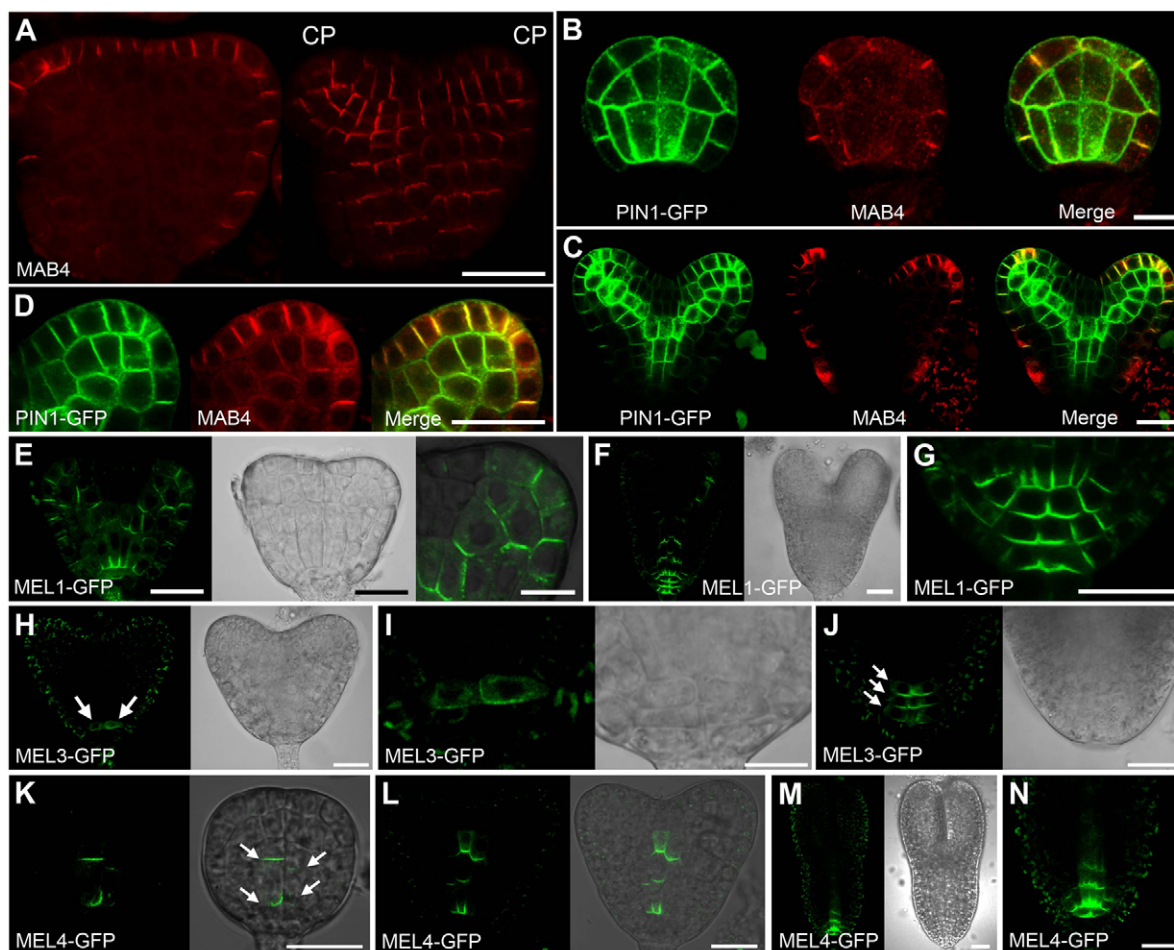 A
CP
CP
MAB4
B
PIN1-GFP
MAB4
Merge
C
PIN1-GFP
MAB4
Merge
D
PIN1-GFP
MAB4
Merge
E
MEL1-GFP
F
MEL1-GFP
G
MEL1-GFP
H
MEL3-GFP
I
MEL3-GFP
J
MEL3-GFP
K
MEL4-GFP
L
MEL4-GFP
M
MEL4-GFP
N
MEL4-GFP